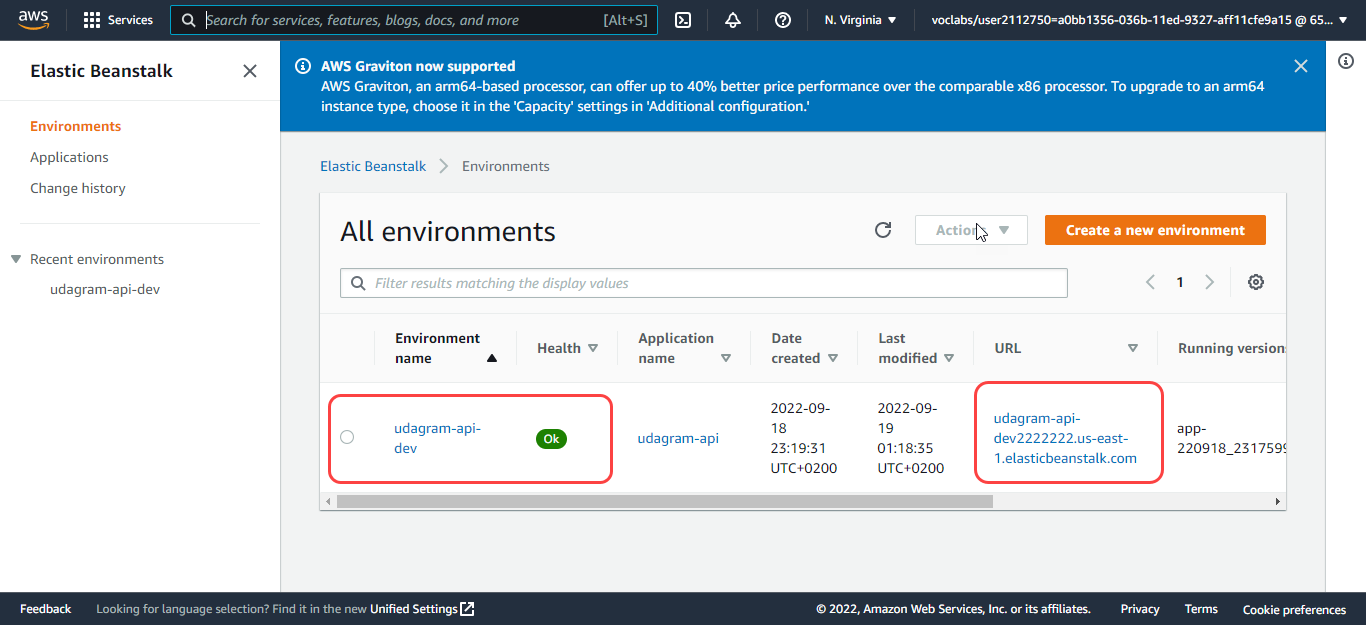 aws
Services
Search for services, features, blogs, docs, and more
[Alt+S]
N. Virginia
voclabs/user2112750=a0bb1356-036b-11ed-9327-aff11cfe9a15 @ 65...
Elastic Beanstalk
Environments
Applications
Change history
Recent environments
udagram-api-dev
AWS Graviton now supported
AWS Graviton, an arm64-based processor, can offer up to 40% better price performance over the comparable x86 processor. To upgrade to an arm64
instance type, choose it in the 'Capacity' settings in 'Additional configuration.'
Elastic Beanstalk
Environments
All environments
Actions
Create a new environment
Filter results matching the display values
1
Environment
name
Health
Application
name
Date
created
Last
modified
URL
Running versions
udagram-api-
dev
Ok
udagram-api
2022-09-
18
23:19:31
UTC+0200
2022-09-
19
01:18:35
UTC+0200
udagram-api-
dev2222222.us-east-
1.elasticbeanstalk.com
app-
220918_2317599
Feedback
Looking for language selection? Find it in the new Unified Settings
© 2022, Amazon Web Services, Inc. or its affiliates.
Privacy
Terms
Cookie preferences